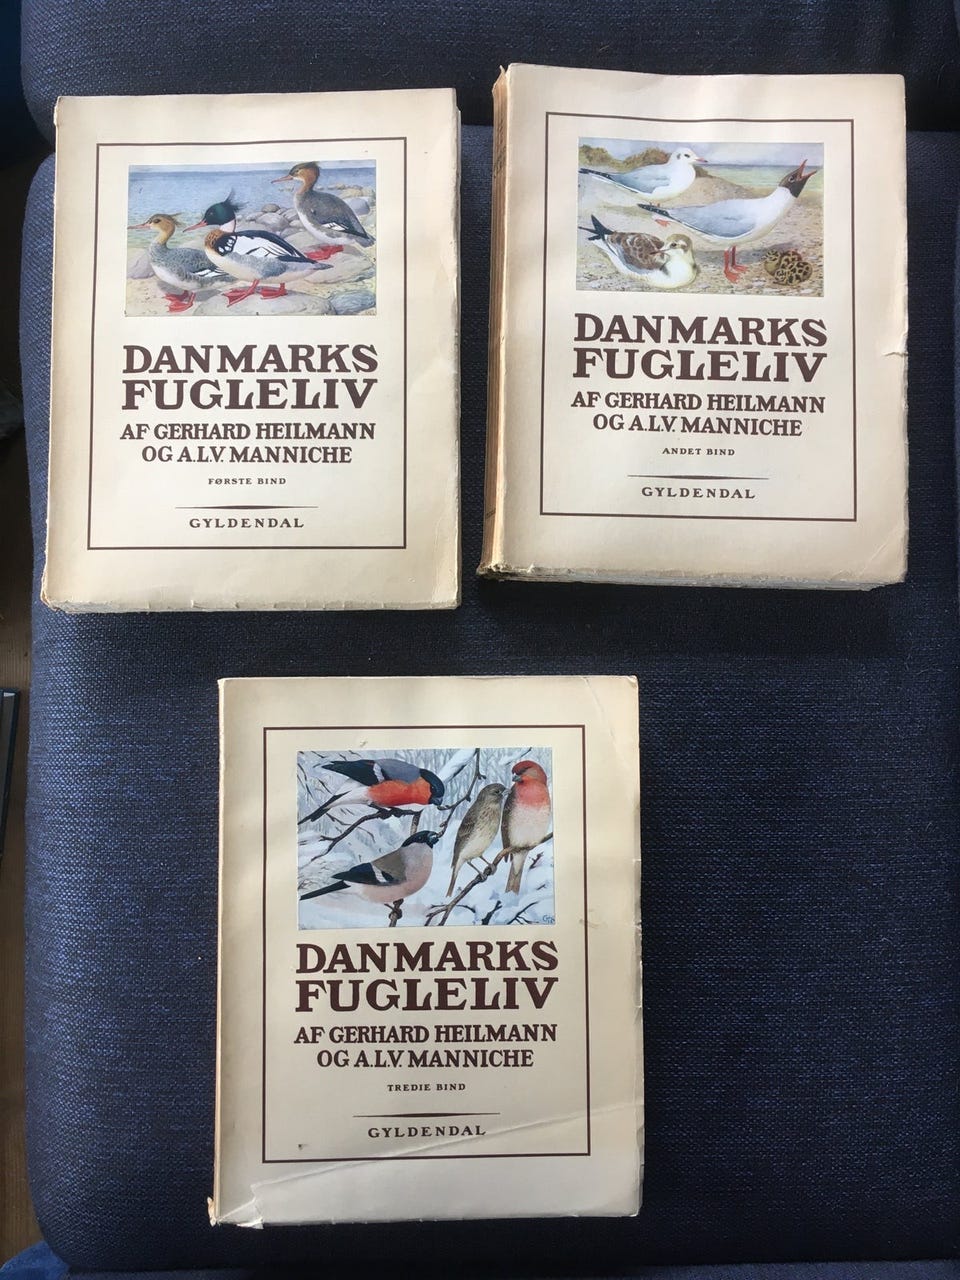 DANMARKS
FUGLELIV
AF GERHARD HEILMANN
OG A.L.V. MANNICHE
FØRSTE BIND
GYLDENDAL
DANMARKS
FUGLELIV
AF GERHARD HEILMANN
OG A.L.V. MANNICHE
ANDET BIND
GYLDENDAL
DANMARKS
FUGLELIV
AF GERHARD HEILMANN
OG A.L.V. MANNICHE
TREDIE BIND
GYLDENDAL